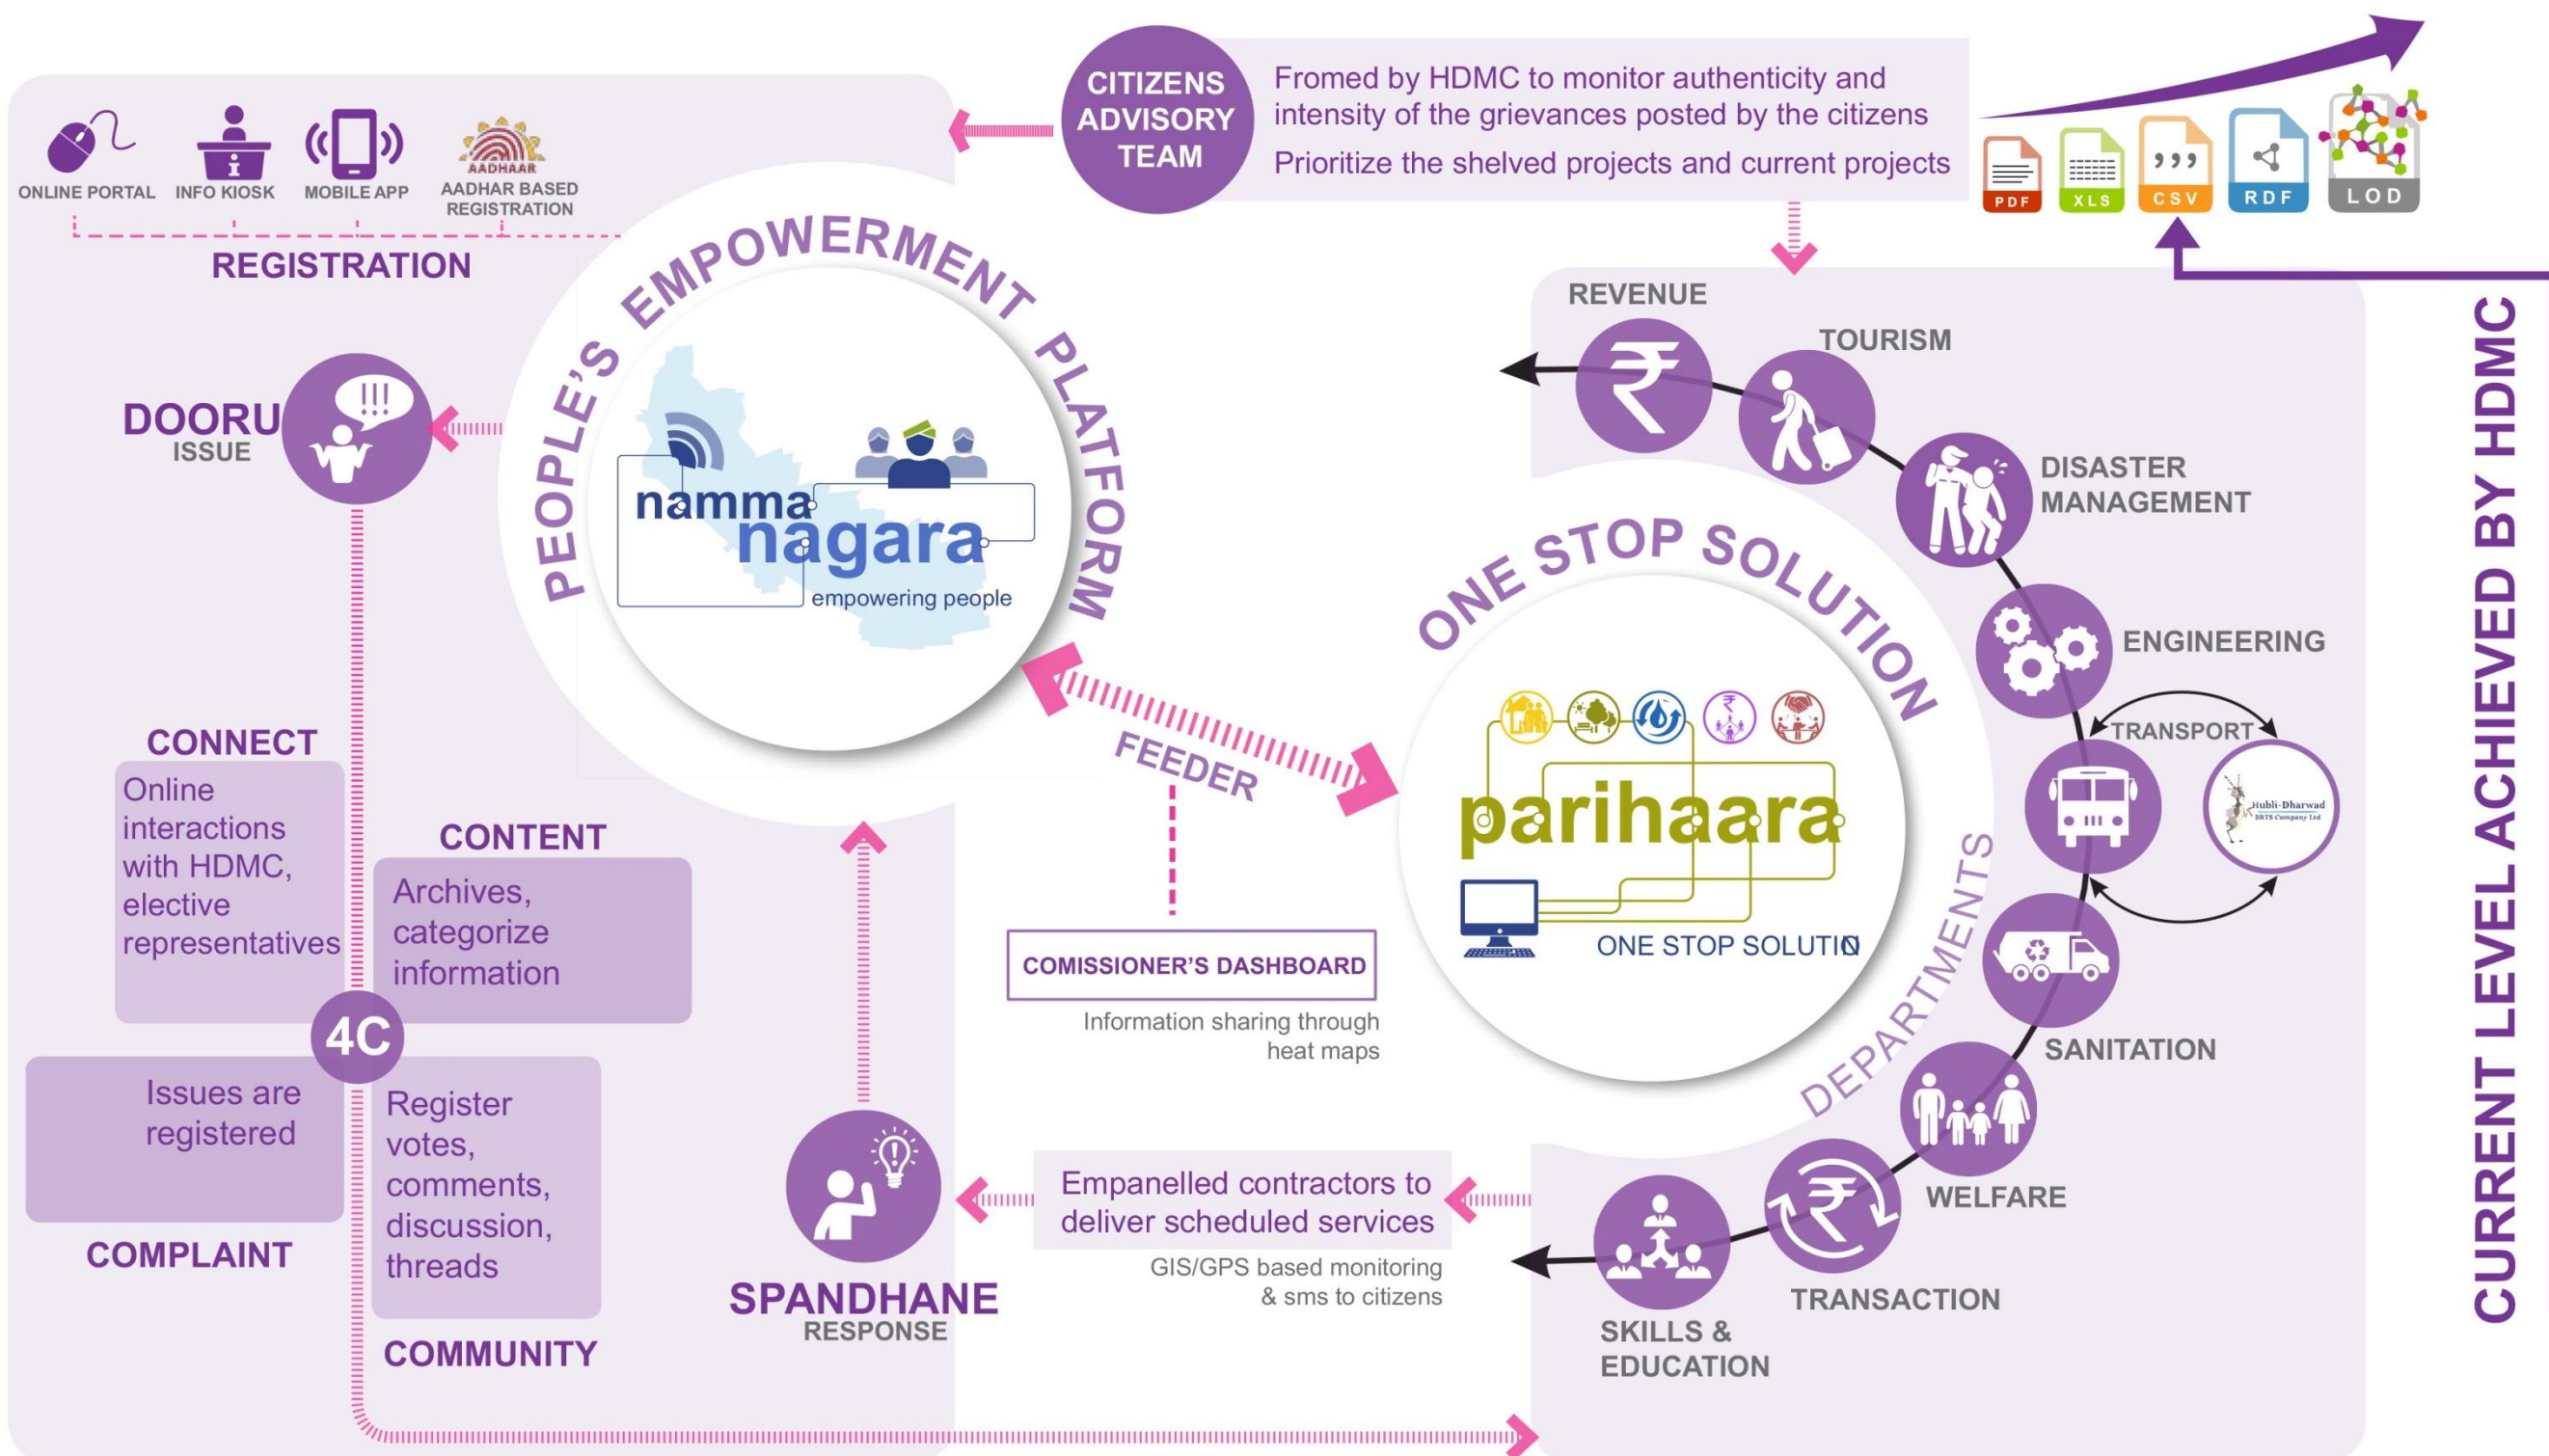 CITIZENS
ADVISORY
TEAM
Fromed by HDMC to monitor authenticity and
intensity of the grievances posted by the citizens
Prioritize the shelved projects and current projects
PDF
XLS
CSV
RDF
LOD
AADHAAR
ONLINE PORTAL
INFO KIOSK
MOBILE APP
AADHAR BASED
REGISTRATION
REGISTRATION
PEOPLE'S EMPOWERMENT PLATFORM
namma
nagara
empowering people
DOORU
ISSUE
!!!
CONNECT
Online
interactions
with HDMC,
elective
representatives
CONTENT
Archives,
categorize
information
4C
Issues are
registered
COMPLAINT
Register
votes,
comments,
discussion,
threads
COMMUNITY
FEEDER
COMISSIONER'S DASHBOARD
Information sharing through
heat maps
SPANDHANE
RESPONSE
Empanelled contractors to
deliver scheduled services
GIS/GPS based monitoring
& sms to citizens
ONE STOP SOLUTION
parihaara
ONE STOP SOLUTION
DEPARTMENTS
REVENUE
₹
TOURISM
DISASTER
MANAGEMENT
ENGINEERING
TRANSPORT
Hubli-Dharwad
BRTS Company Ltd
SANITATION
WELFARE
₹
TRANSACTION
SKILLS &
EDUCATION
CURRENT LEVEL ACHIEVED BY HDMC